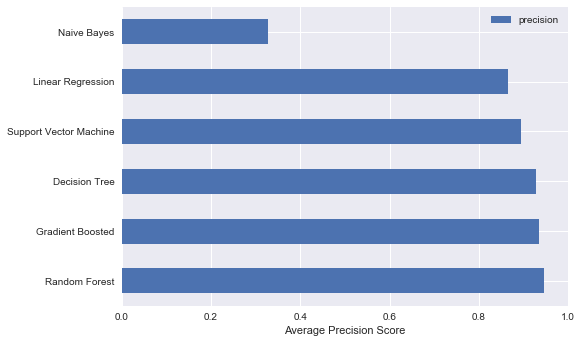 precision
Naive Bayes
Linear Regression
Support Vector Machine
Decision Tree
Gradient Boosted
Random Forest
0.0 0.2 0.4 0.6 0.8 1.0
Average Precision Score